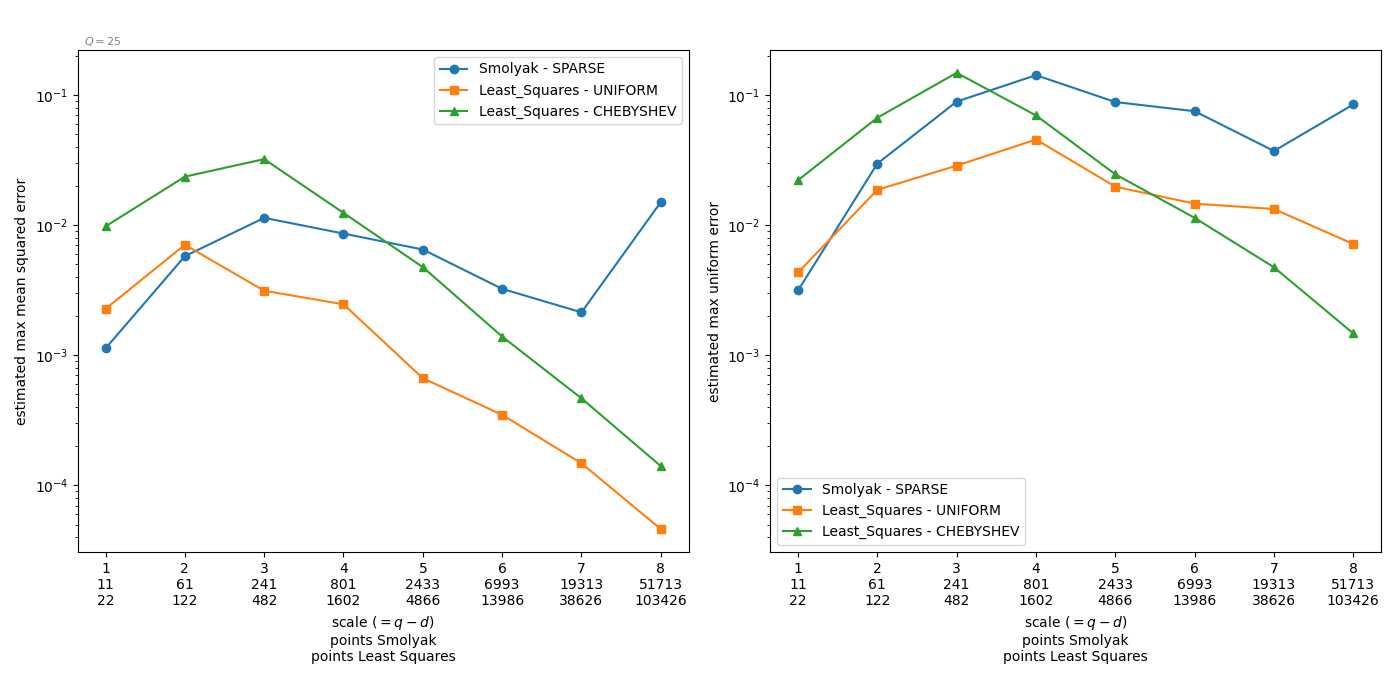 Q = 25
Smolyak - SPARSE
Least_Squares - UNIFORM
Least_Squares - CHEBYSHEV
estimated max mean squared error
10⁻¹
10⁻²
10⁻³
10⁻⁴
1 2 3 4 5 6 7 8
11 61 241 801 2433 6993 19313 51713
22 122 482 1602 4866 13986 38626 103426
scale (= q − d)
points Smolyak
points Least Squares
estimated max uniform error
10⁻¹
10⁻²
10⁻³
10⁻⁴
Smolyak - SPARSE
Least_Squares - UNIFORM
Least_Squares - CHEBYSHEV
1 2 3 4 5 6 7 8
11 61 241 801 2433 6993 19313 51713
22 122 482 1602 4866 13986 38626 103426
scale (= q − d)
points Smolyak
points Least Squares